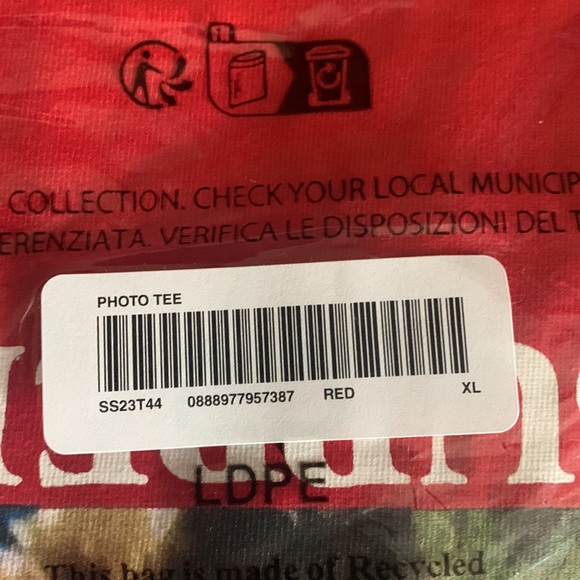 FR
COLLECTION. CHECK YOUR LOCAL MUNICIP
ERENZIATA. VERIFICA LE DISPOSIZIONI DEL T
PHOTO TEE
SS23T44 0888977957387 RED XL
LDPE
This bag is made of Recycled